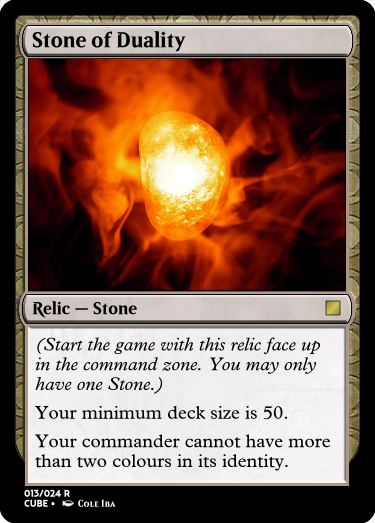 Stone of Duality
Relic — Stone
(Start the game with this relic face up
in the command zone. You may only
have one Stone.)
Your minimum deck size is 50.
Your commander cannot have more
than two colours in its identity.
013/024 R
CUBE • Cole Iba